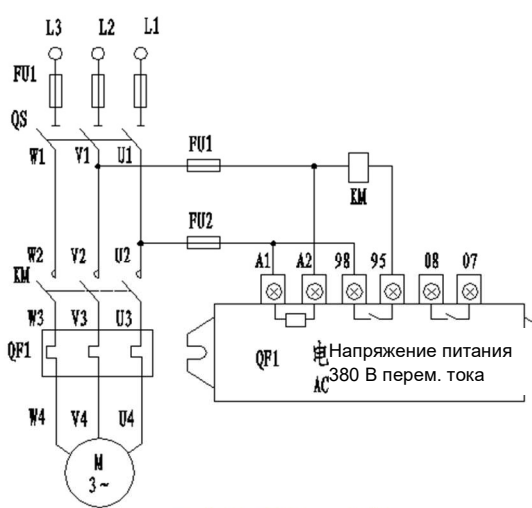 L3 L2 L1
FU1
QS
W1 V1 U1
FU1
KM
FU2
W2 V2 U2
KM
A1 A2 98 95 08 07
W3 V3 U3
QF1
QF1
电
AC
Напряжение питания
380 В перем. тока
W4 V4 U4
M
3~